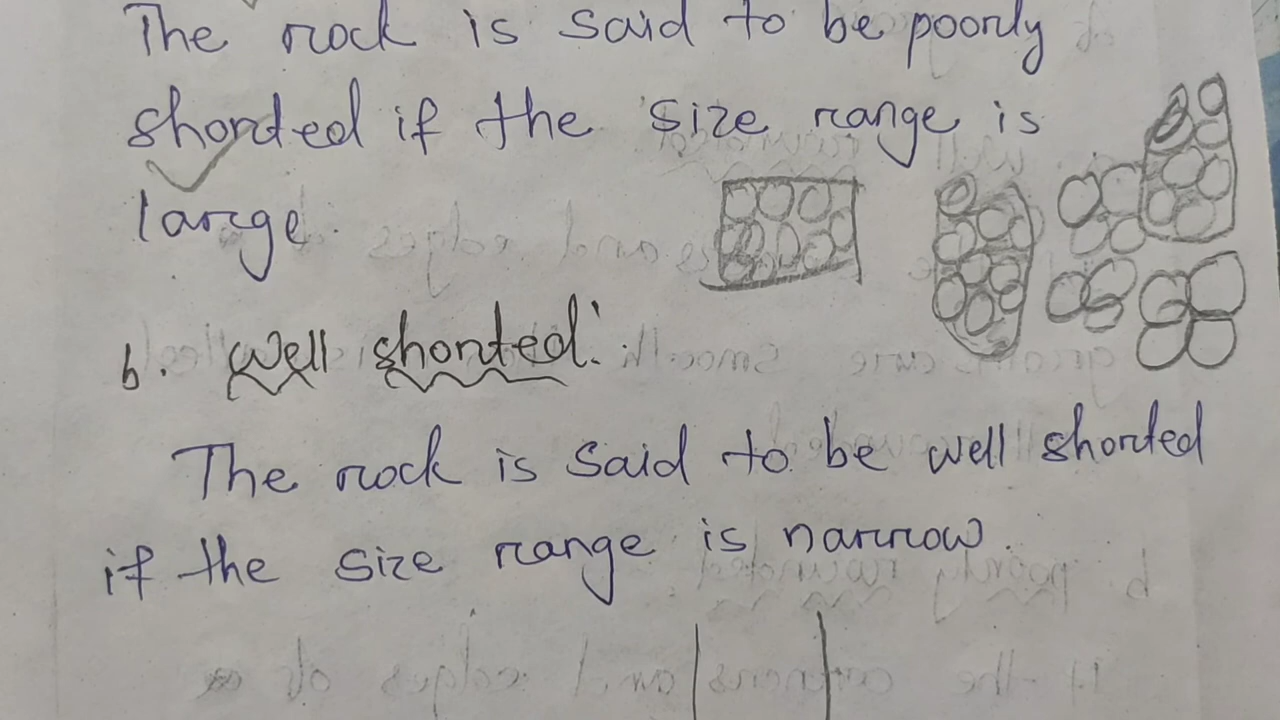 The rock is said to be poorly
shorted if the size range is
large.
b. Well shorted:
The rock is said to be well shorted
if the size range is narrow.